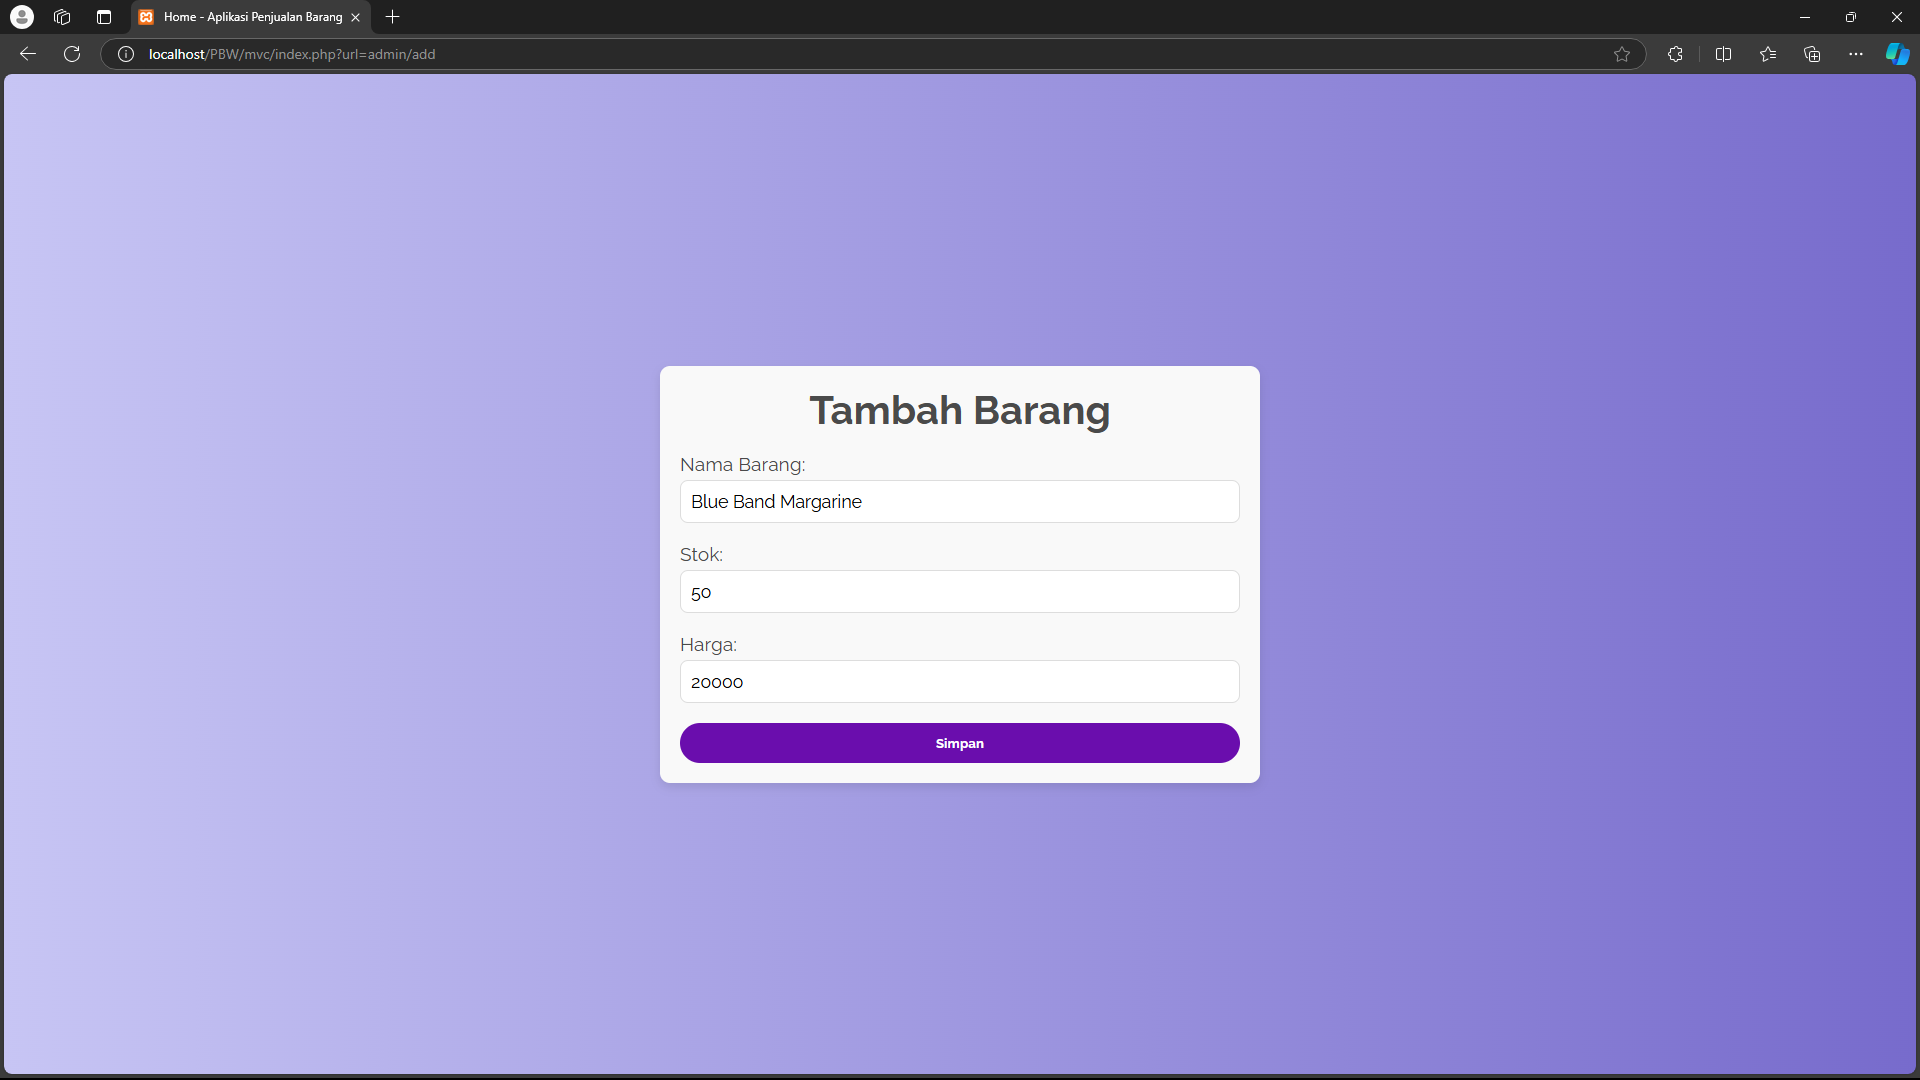 Home - Aplikasi Penjualan Barang
localhost/PBW/mvc/index.php?url=admin/add
Tambah Barang
Nama Barang:
Blue Band Margarine
Stok:
50
Harga:
20000
Simpan